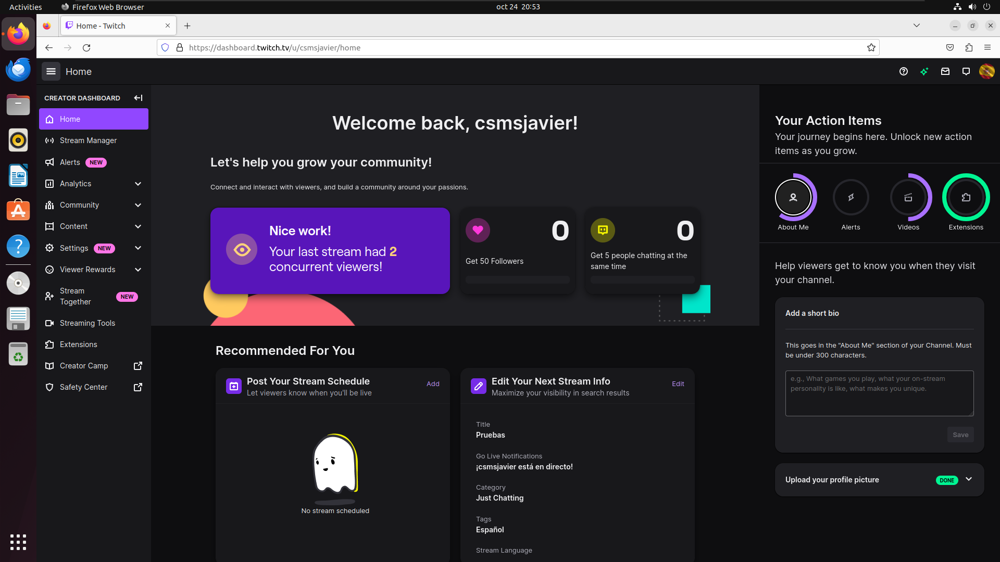 Activities
Firefox Web Browser
oct 24 20:53
Home - Twitch
https://dashboard.twitch.tv/u/csmsjavier/home
Home
CREATOR DASHBOARD
Home
Stream Manager
Alerts NEW
Analytics
Community
Content
Settings NEW
Viewer Rewards
Stream
Together NEW
Streaming Tools
Extensions
Creator Camp
Safety Center
Welcome back, csmsjavier!
Let's help you grow your community!
Connect and interact with viewers, and build a community around your passions.
Nice work!
Your last stream had 2
concurrent viewers!
0
Get 50 Followers
0
Get 5 people chatting at the
same time
Recommended For You
Post Your Stream Schedule
Let viewers know when you'll be live
Add
No stream scheduled
Edit Your Next Stream Info
Maximize your visibility in search results
Edit
Title
Pruebas
Go Live Notifications
¡csmsjavier está en directo!
Category
Just Chatting
Tags
Español
Stream Language
Your Action Items
Your journey begins here. Unlock new action
items as you grow.
About Me
Alerts
Videos
Extensions
Help viewers get to know you when they visit
your channel.
Add a short bio
This goes in the "About Me" section of your Channel. Must
be under 300 characters.
e.g., What games you play, what your on-stream
personality is like, what makes you unique.
Save
Upload your profile picture
DONE